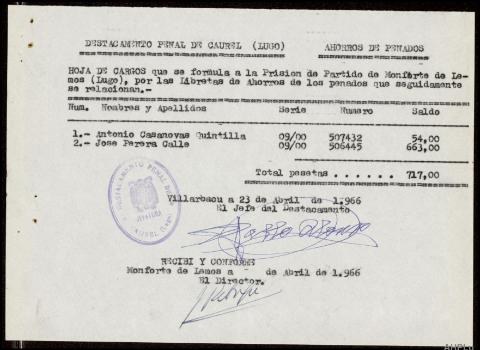 DESTACAMENTO PENAL DE CAUREL (LUGO) AHORROS DE PENADOS
HOJA DE CARGOS que se formula a la Prision de Partido de Monforte de Le-
mos (Lugo), por las Libretas de Ahorros de los penados que seguidamente
se relacionan.-
Num. Nombres y Apellidos Serie Numero Saldo
1.- Antonio Casanovas Quintilla 09/00 507432 54,00
2.- Jose Perera Calle 09/00 506445 663,00
Total pesetas . . . . . . 717,00
DESTACAMENTO PENAL
CAUREL (Lugo)
Villarbacu a 23 de Abril de 1.966
El Jefe del Destacamento
RECIBI Y CONFORME
Monforte de Lemos a - de Abril de 1.966
El Director.